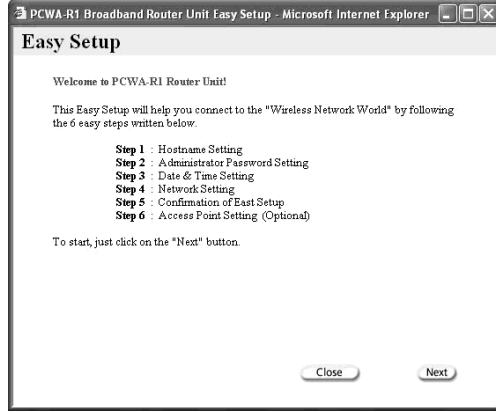 PCWA-R1 Broadband Router Unit Easy Setup - Microsoft Internet Explorer
Easy Setup
Welcome to PCWA-R1 Router Unit!
This Easy Setup will help you connect to the "Wireless Network World" by following
the 6 easy steps written below.
Step 1 : Hostname Setting
Step 2 : Administrator Password Setting
Step 3 : Date & Time Setting
Step 4 : Network Setting
Step 5 : Confirmation of East Setup
Step 6 : Access Point Setting (Optional)
To start, just click on the "Next" button.
Close Next